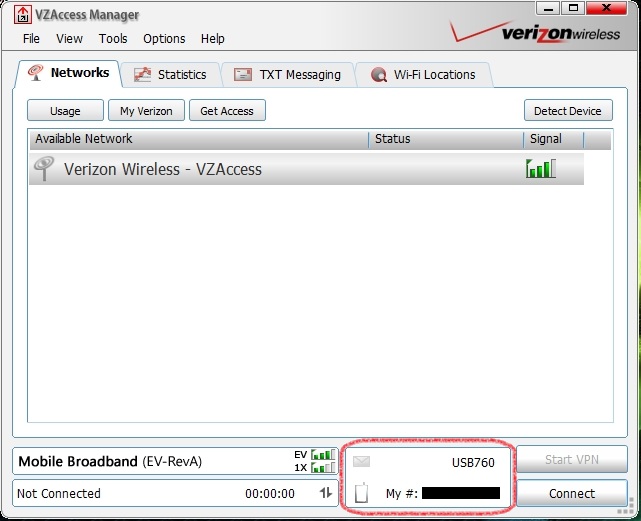 VZAccess Manager
File View Tools Options Help
verizonwireless
Networks Statistics TXT Messaging Wi-Fi Locations
Usage My Verizon Get Access Detect Device
Available Network Status Signal
Verizon Wireless - VZAccess
Mobile Broadband (EV-RevA) EV 1X USB760 Start VPN
Not Connected 00:00:00 My #: Connect